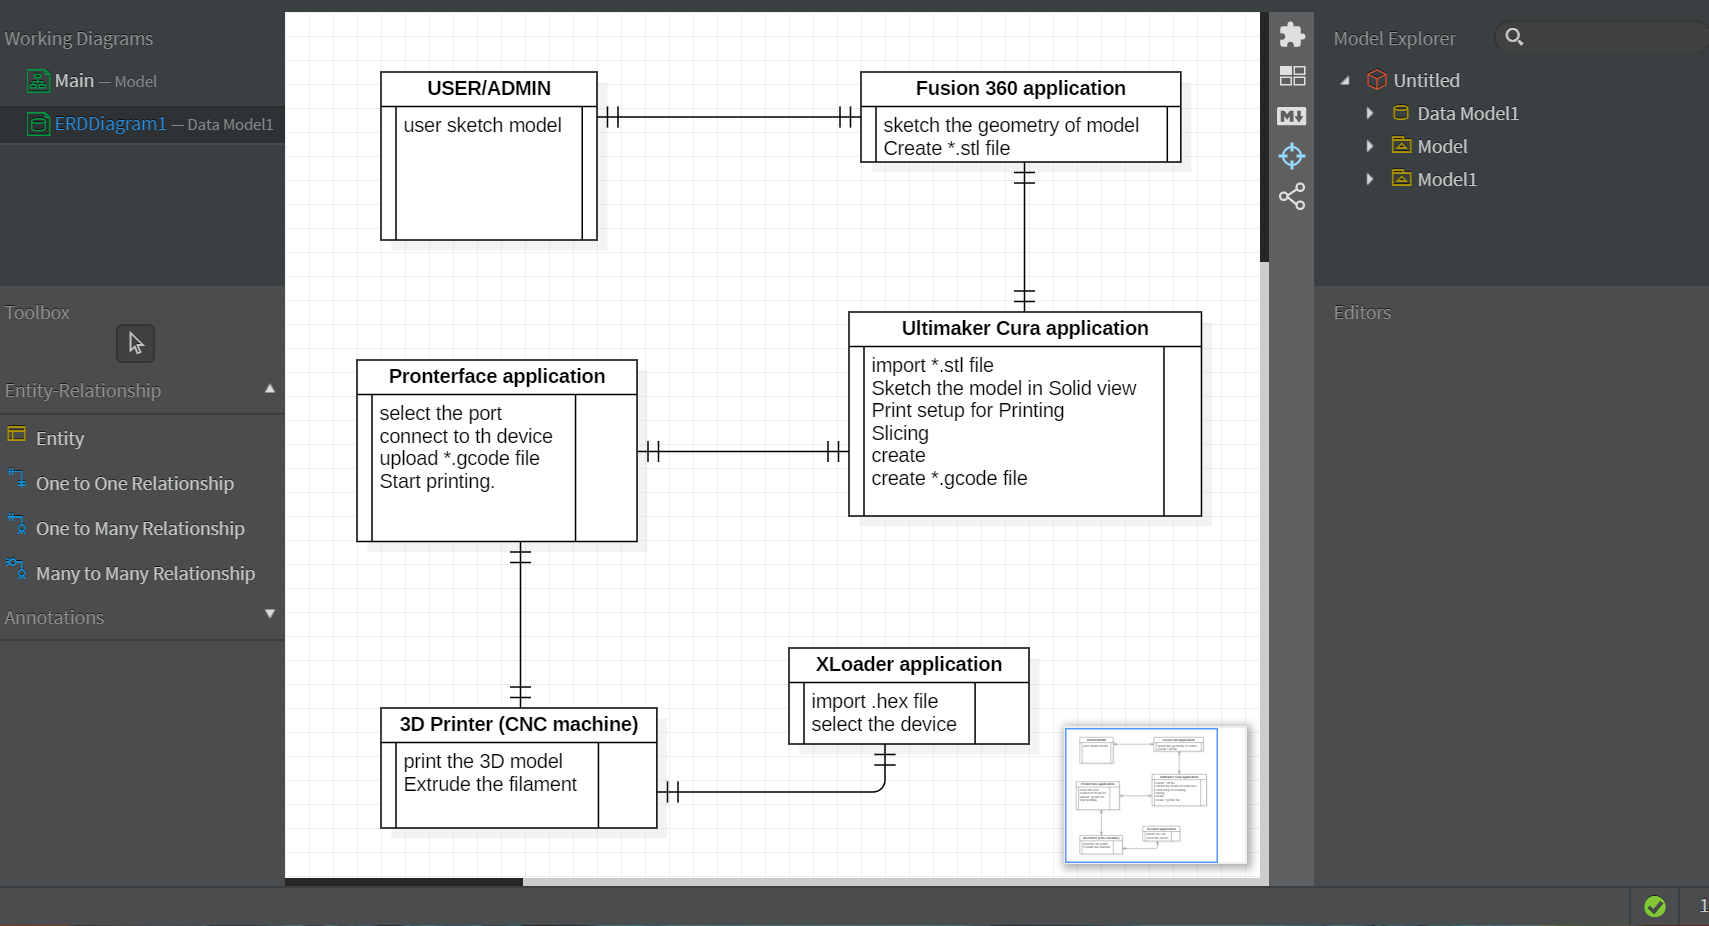 Working Diagrams
Main — Model
ERDDiagram1 — Data Model1
Toolbox
Entity-Relationship
Entity
One to One Relationship
One to Many Relationship
Many to Many Relationship
Annotations
USER/ADMIN
user sketch model
Fusion 360 application
sketch the geometry of model
Create *.stl file
Ultimaker Cura application
import *.stl file
Sketch the model in Solid view
Print setup for Printing
Slicing
create
create *.gcode file
Pronterface application
select the port
connect to th device
upload *.gcode file
Start printing.
3D Printer (CNC machine)
print the 3D model
Extrude the filament
XLoader application
import .hex file
select the device
M
Model Explorer
Untitled
Data Model1
Model
Model1
Editors
1